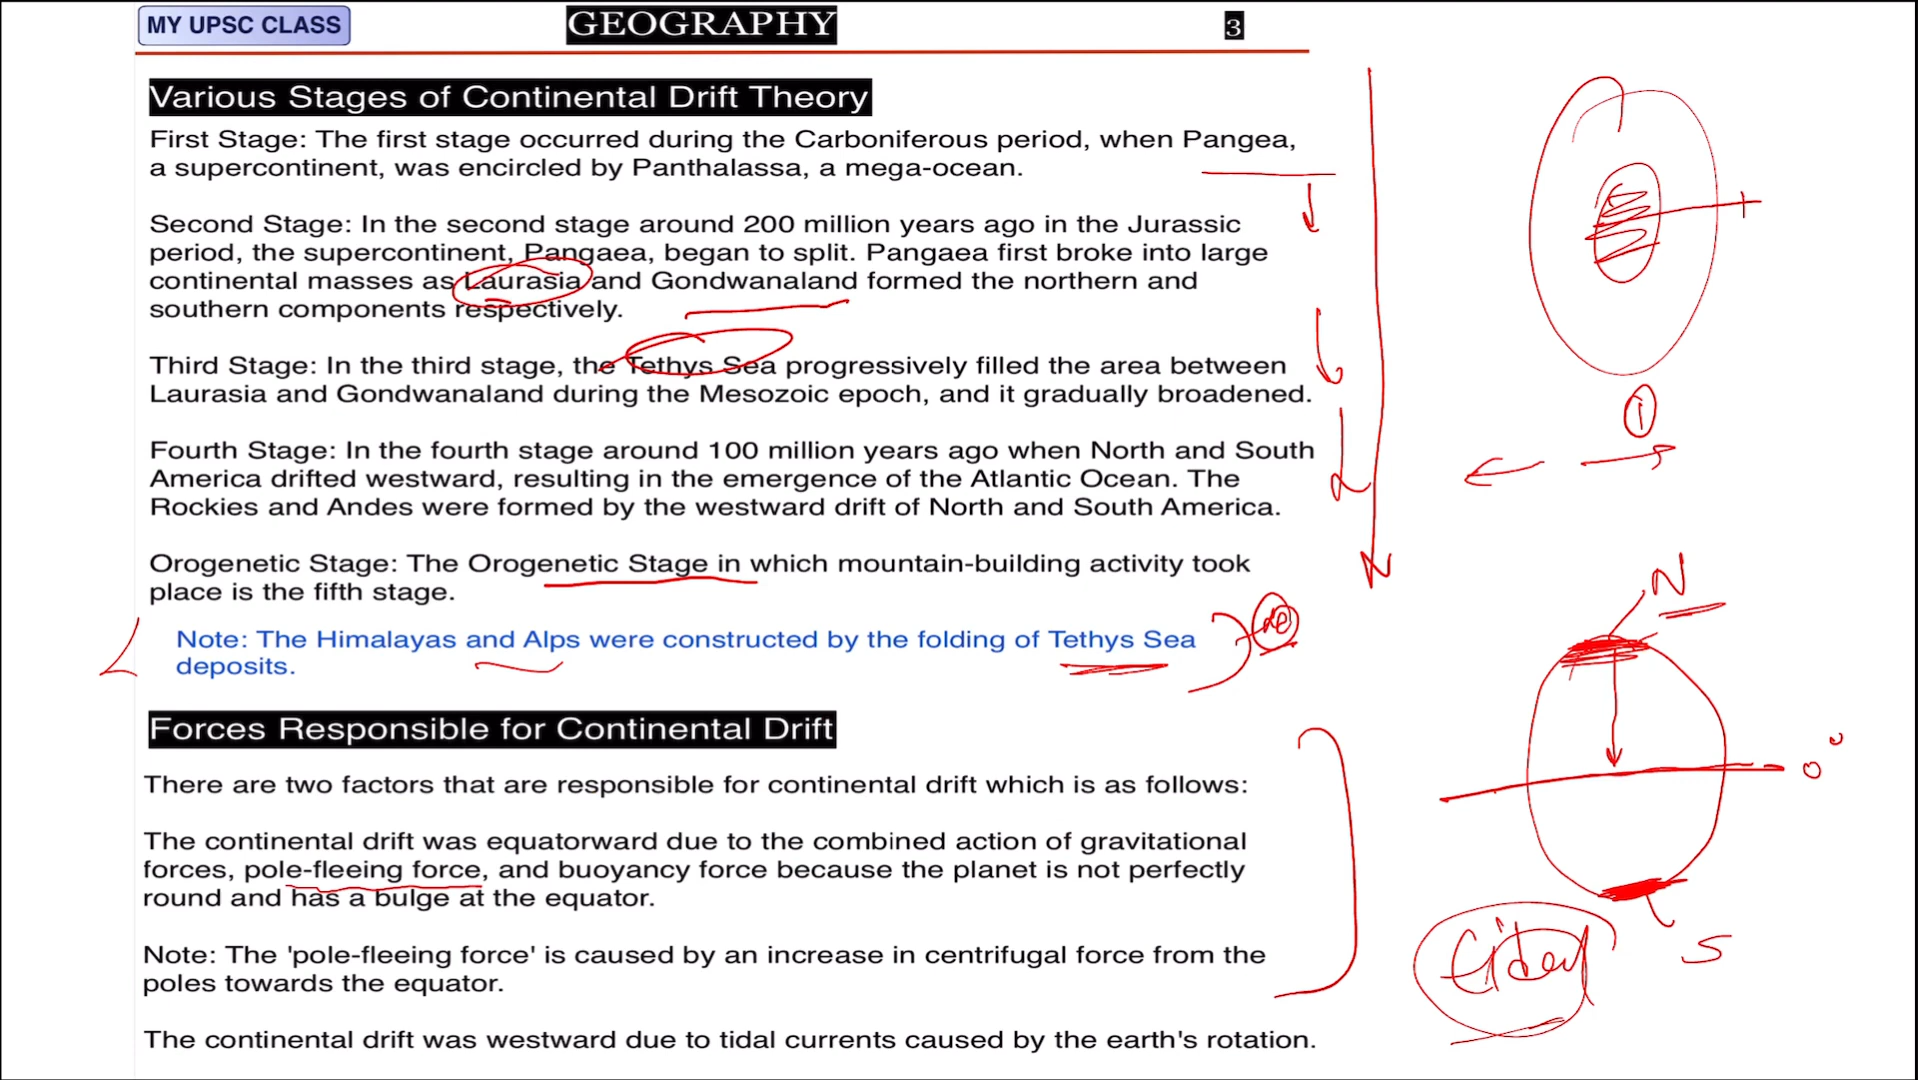 MY UPSC CLASS
GEOGRAPHY
3
Various Stages of Continental Drift Theory
First Stage: The first stage occurred during the Carboniferous period, when Pangea,
a supercontinent, was encircled by Panthalassa, a mega-ocean.
Second Stage: In the second stage around 200 million years ago in the Jurassic
period, the supercontinent, Pangaea, began to split. Pangaea first broke into large
continental masses as Laurasia and Gondwanaland formed the northern and
southern components respectively.
Third Stage: In the third stage, the Tethys Sea progressively filled the area between
Laurasia and Gondwanaland during the Mesozoic epoch, and it gradually broadened.
Fourth Stage: In the fourth stage around 100 million years ago when North and South
America drifted westward, resulting in the emergence of the Atlantic Ocean. The
Rockies and Andes were formed by the westward drift of North and South America.
Orogenetic Stage: The Orogenetic Stage in which mountain-building activity took
place is the fifth stage.
Note: The Himalayas and Alps were constructed by the folding of Tethys Sea
deposits.
Forces Responsible for Continental Drift
There are two factors that are responsible for continental drift which is as follows:
The continental drift was equatorward due to the combined action of gravitational
forces, pole-fleeing force, and buoyancy force because the planet is not perfectly
round and has a bulge at the equator.
Note: The 'pole-fleeing force' is caused by an increase in centrifugal force from the
poles towards the equator.
The continental drift was westward due to tidal currents caused by the earth's rotation.
1
N
0°
S
tidal